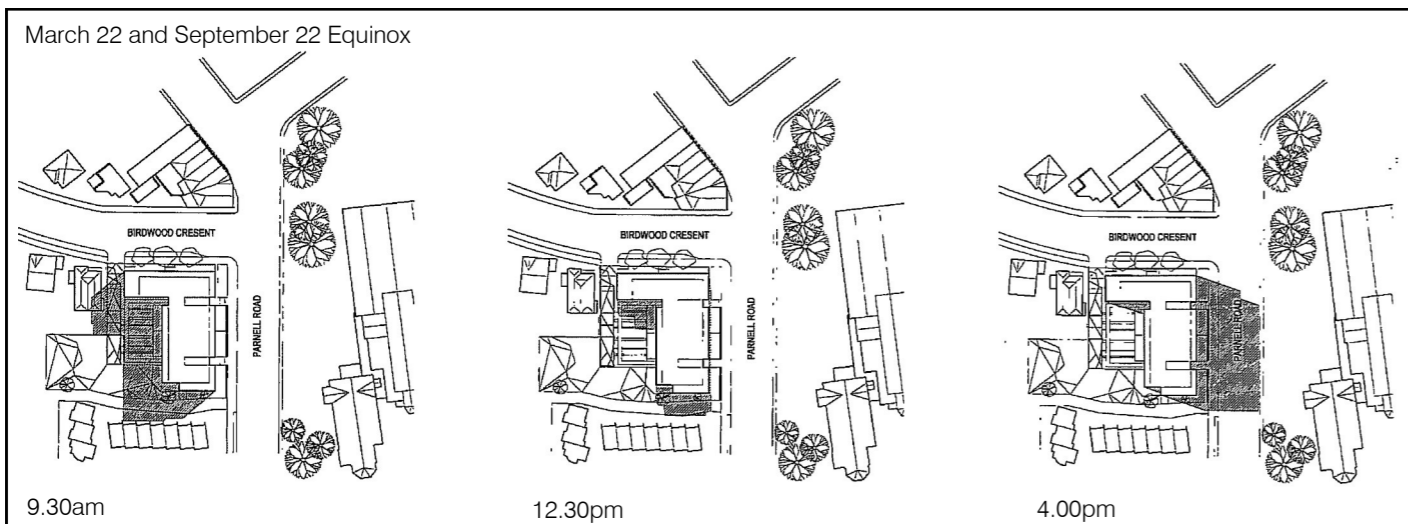 March 22 and September 22 Equinox
BIRDWOOD CRESENT
PARNELL ROAD
9.30am
BIRDWOOD CRESENT
PARNELL ROAD
12.30pm
BIRDWOOD CRESENT
PARNELL ROAD
4.00pm